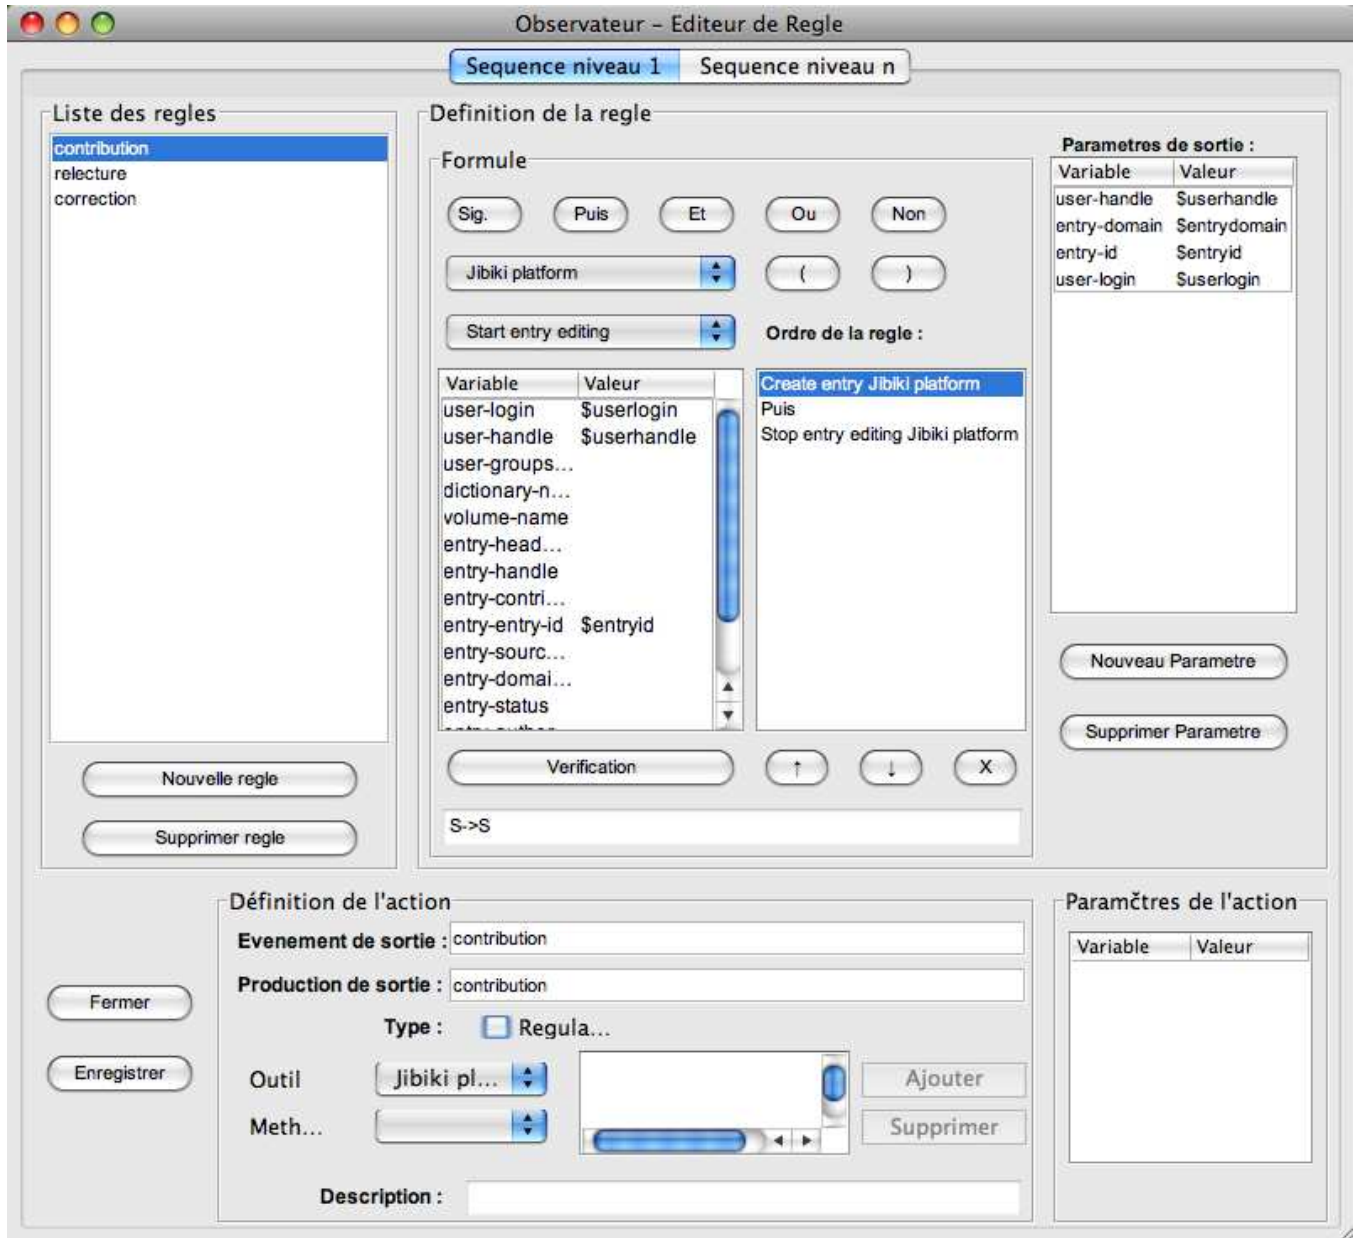 Observateur – Editeur de Regle
Sequence niveau 1 Sequence niveau n
Liste des regles
contribution
relecture
correction
Nouvelle regle
Supprimer regle
Definition de la regle
Formule
Sig. Puis Et Ou Non
Jibiki platform ( )
Start entry editing
Ordre de la regle :
Variable Valeur
user-login $userlogin
user-handle $userhandle
user-groups...
dictionary-n...
volume-name
entry-head...
entry-handle
entry-contri...
entry-entry-id $entryid
entry-sourc...
entry-domai...
entry-status
Create entry Jibiki platform
Puis
Stop entry editing Jibiki platform
Verification ↑ ↓ X
S->S
Parametres de sortie :
Variable Valeur
user-handle $userhandle
entry-domain $entrydomain
entry-id $entryid
user-login $userlogin
Nouveau Parametre
Supprimer Parametre
Fermer
Enregistrer
Définition de l'action
Evenement de sortie : contribution
Production de sortie : contribution
Type : Regula...
Outil Jibiki pl...
Meth...
Ajouter
Supprimer
Description :
Paramčtres de l'action
Variable Valeur